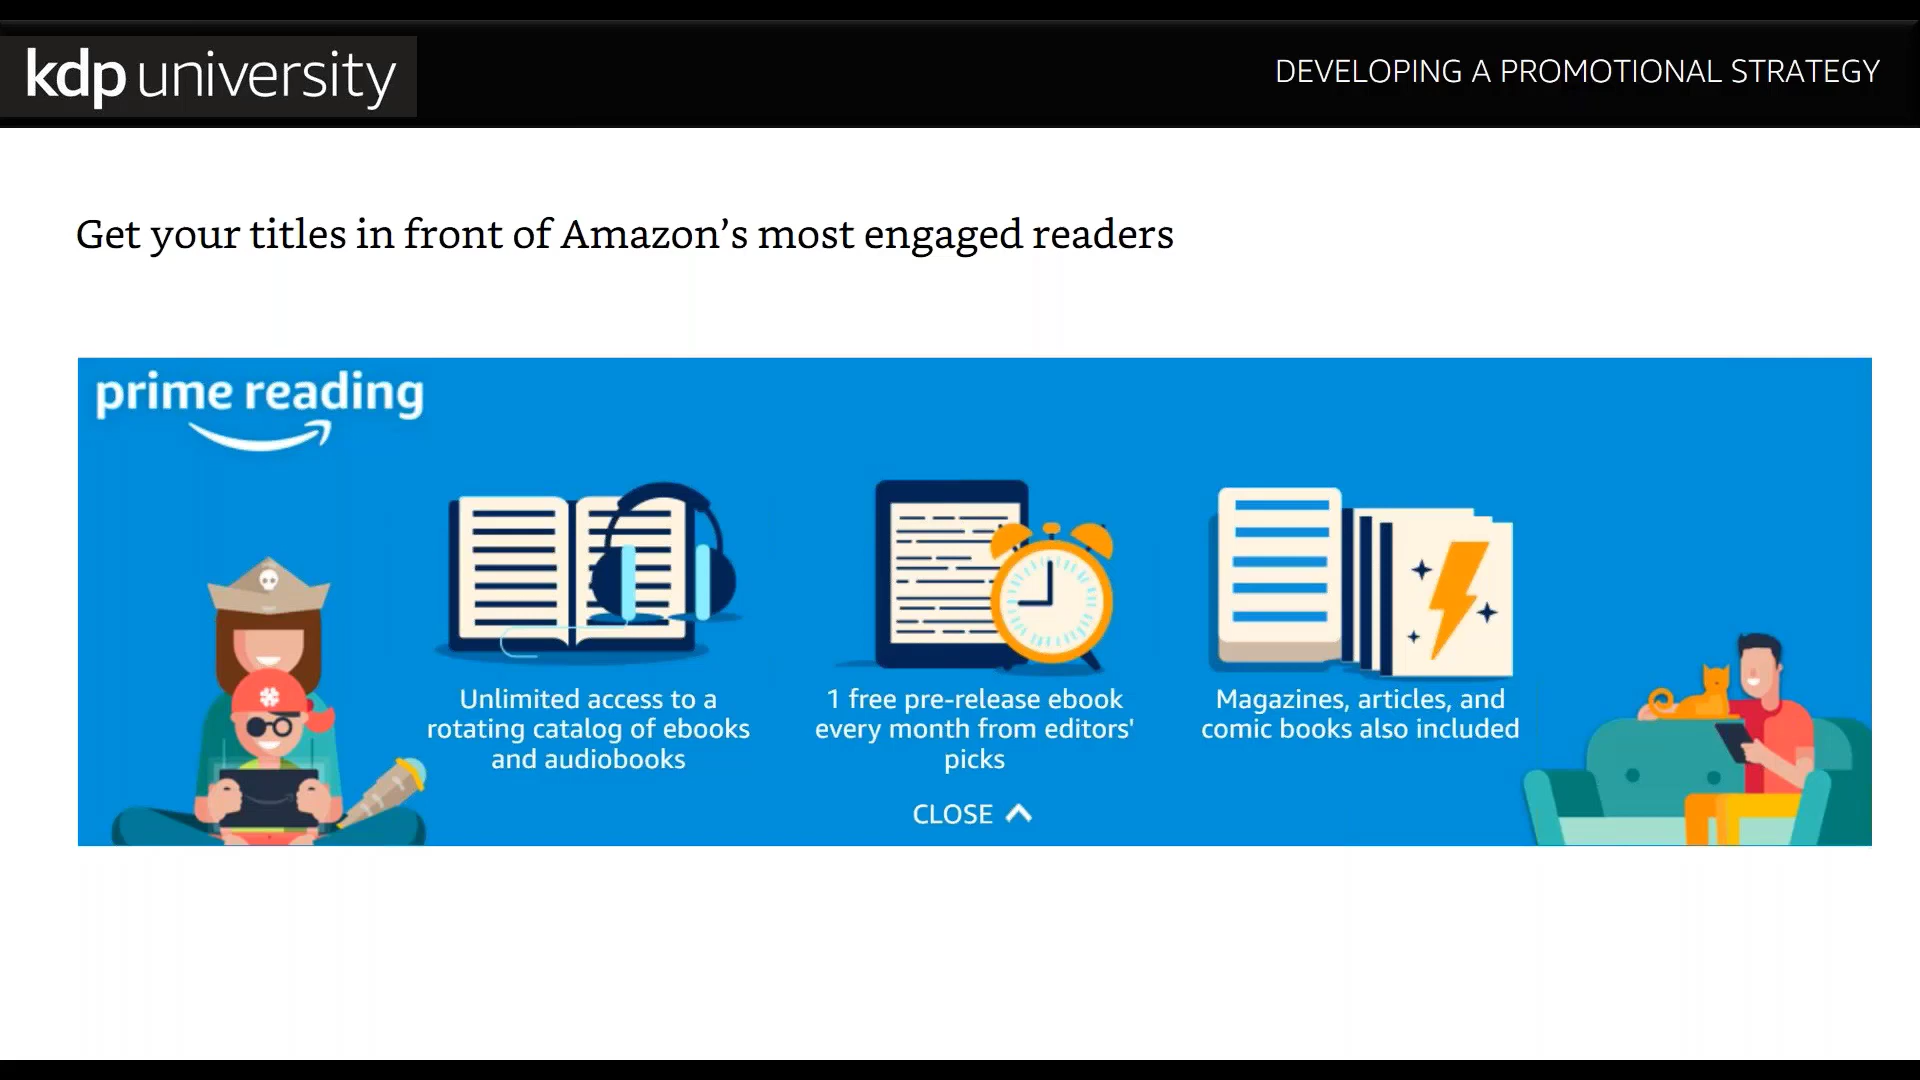 kdp university
DEVELOPING A PROMOTIONAL STRATEGY
Get your titles in front of Amazon’s most engaged readers
prime reading
Unlimited access to a
rotating catalog of ebooks
and audiobooks
1 free pre-release ebook
every month from editors'
picks
Magazines, articles, and
comic books also included
CLOSE